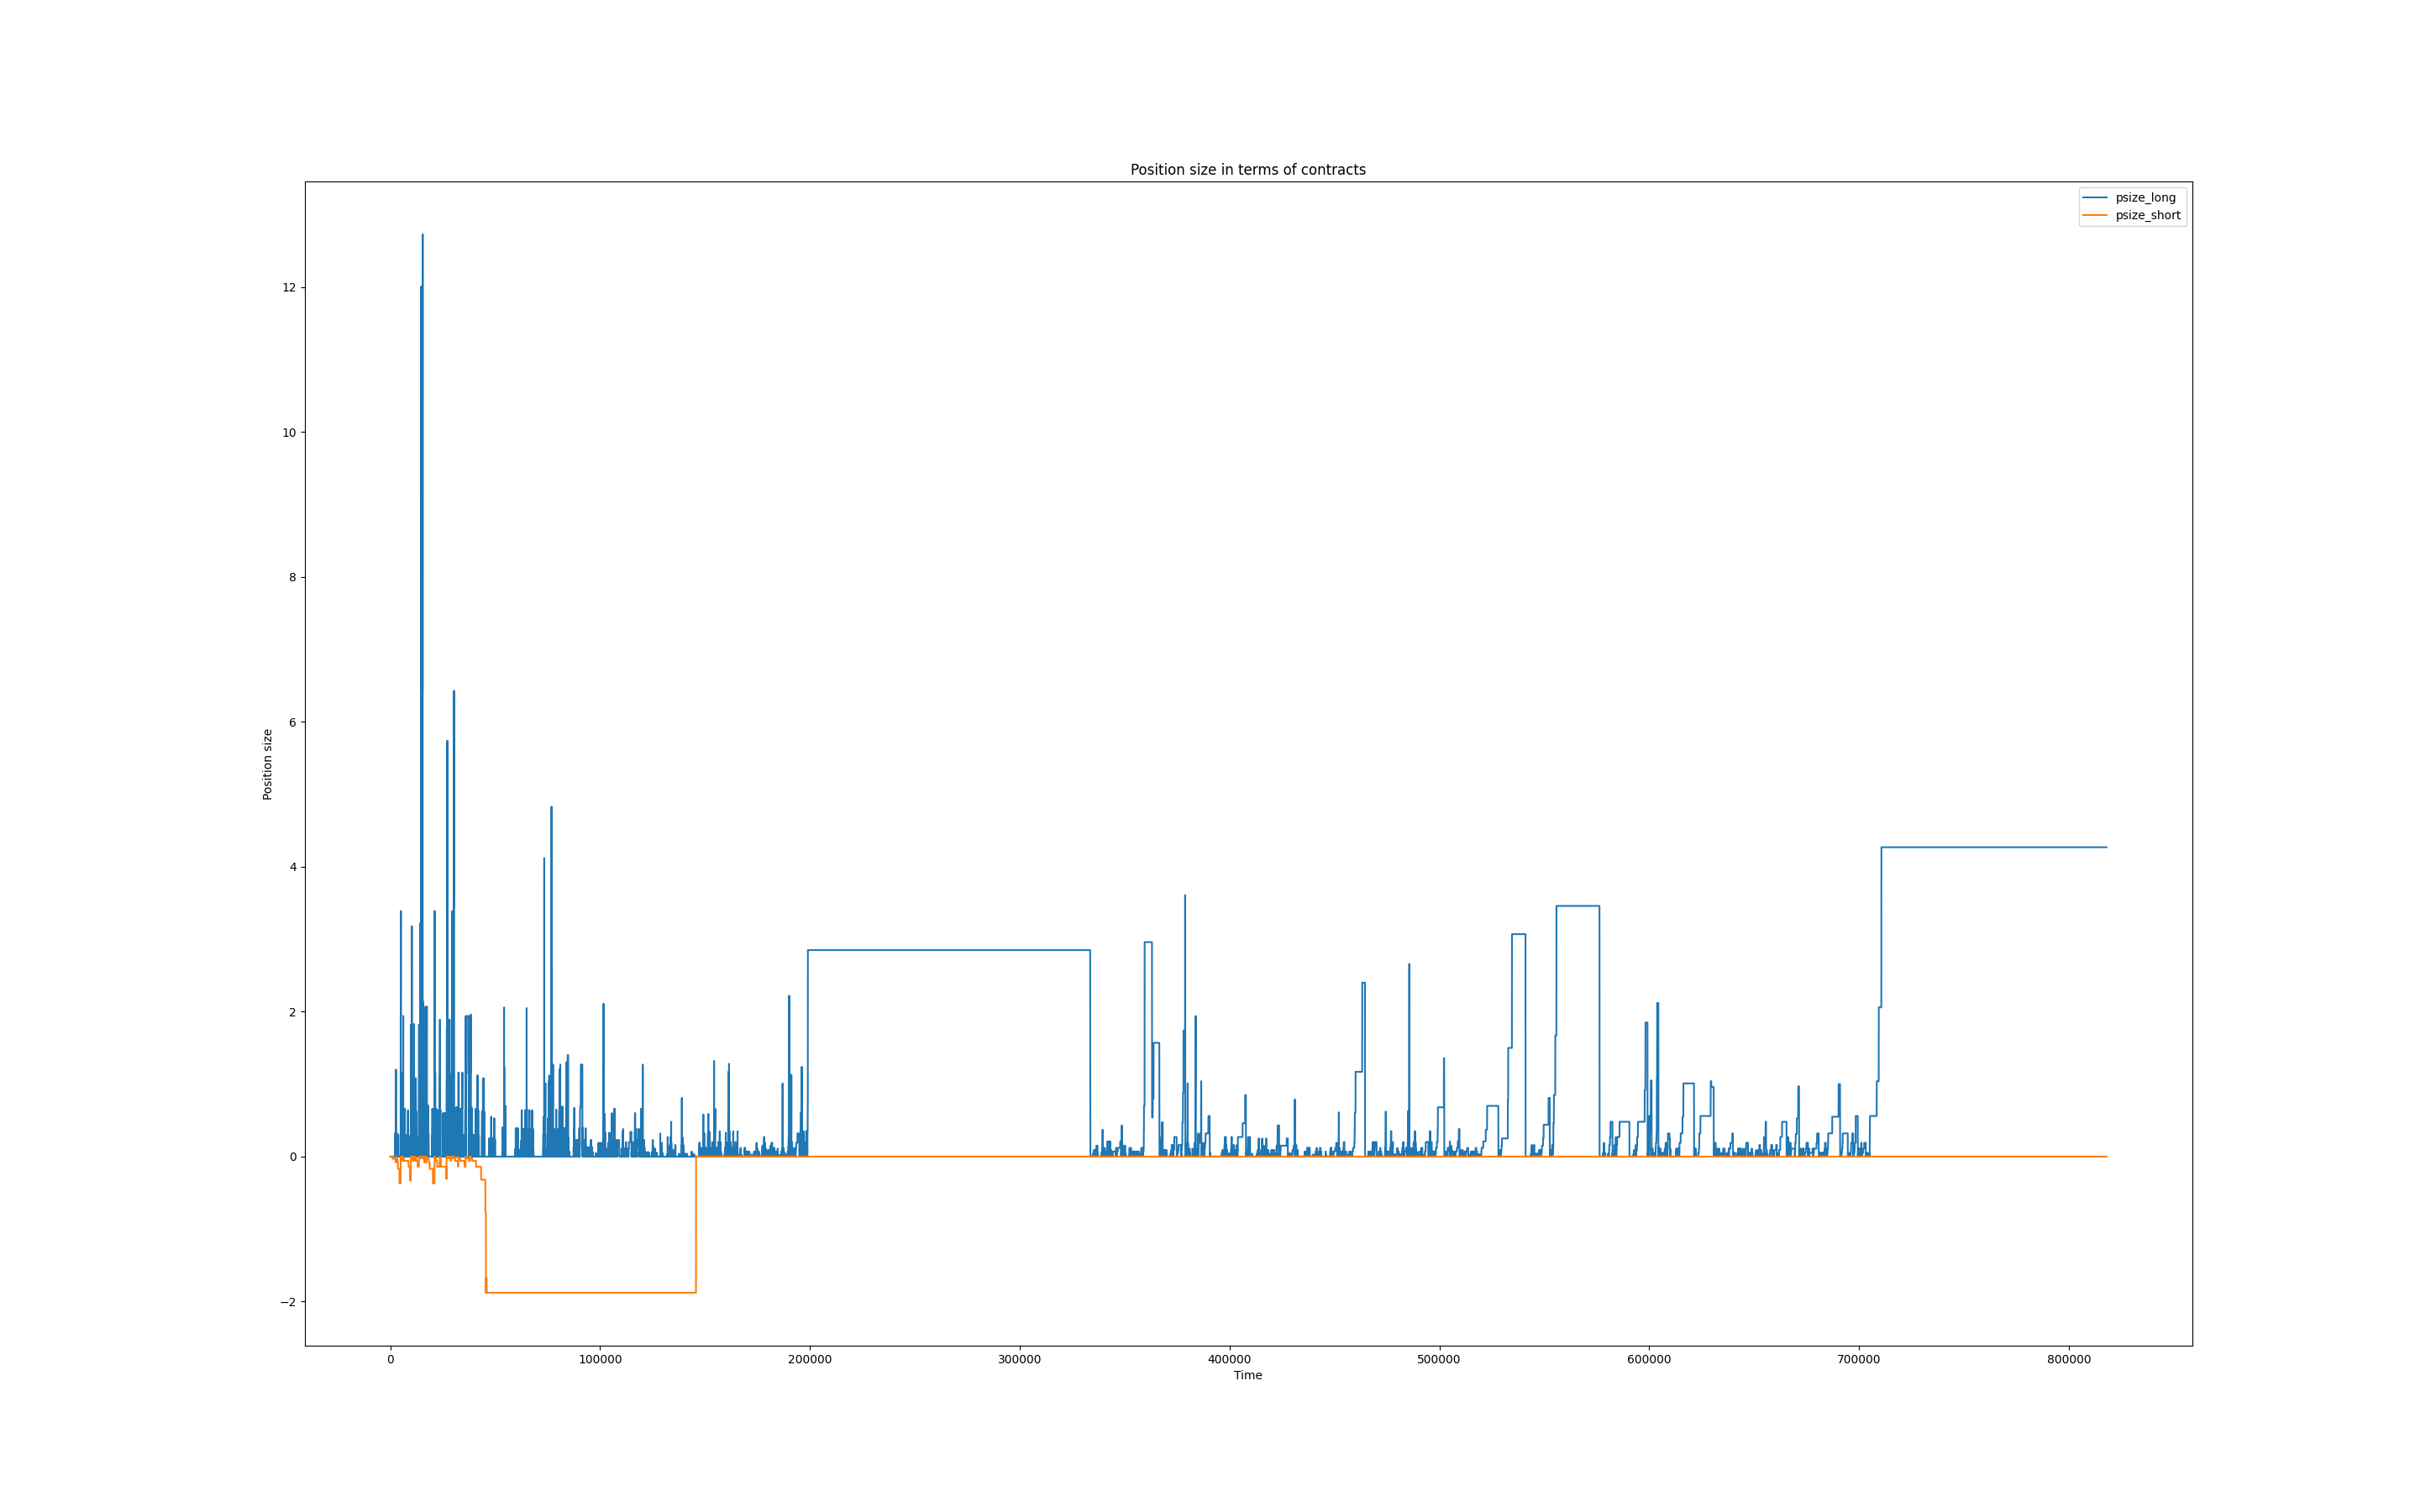 Position size in terms of contracts
psize_long
psize_short
Position size
12
10
8
6
4
2
0
−2
0 100000 200000 300000 400000 500000 600000 700000 800000
Time